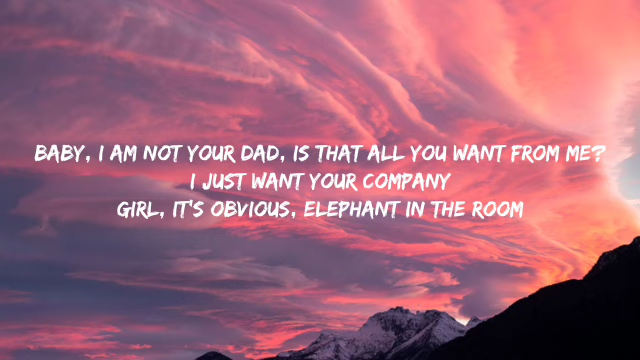 BABY, I AM NOT YOUR DAD, IS THAT ALL YOU WANT FROM ME?
I JUST WANT YOUR COMPANY
GIRL, IT'S OBVIOUS, ELEPHANT IN THE ROOM